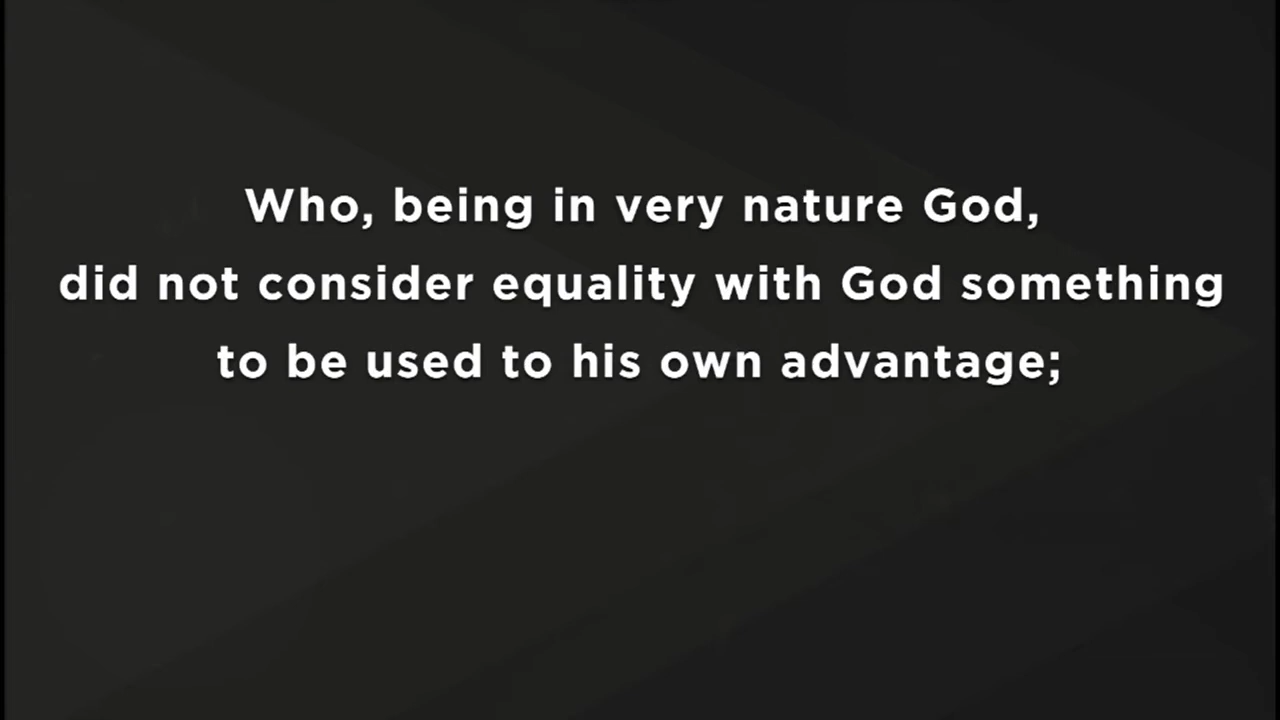 Who, being in very nature God,
did not consider equality with God something
to be used to his own advantage;